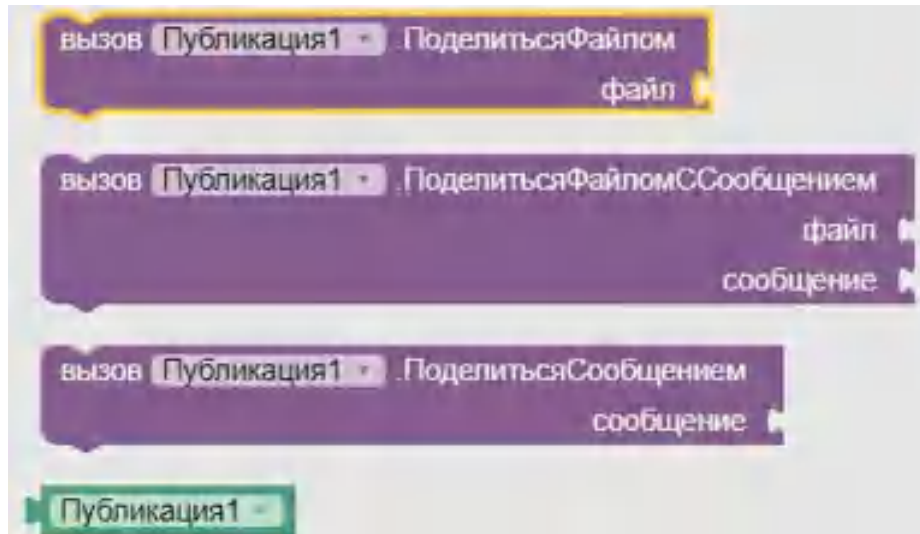 вызов Публикация1 .ПоделитьсяФайлом
файл
вызов Публикация1 .ПоделитьсяФайломССообщением
файл
сообщение
вызов Публикация1 .ПоделитьсяСообщением
сообщение
Публикация1